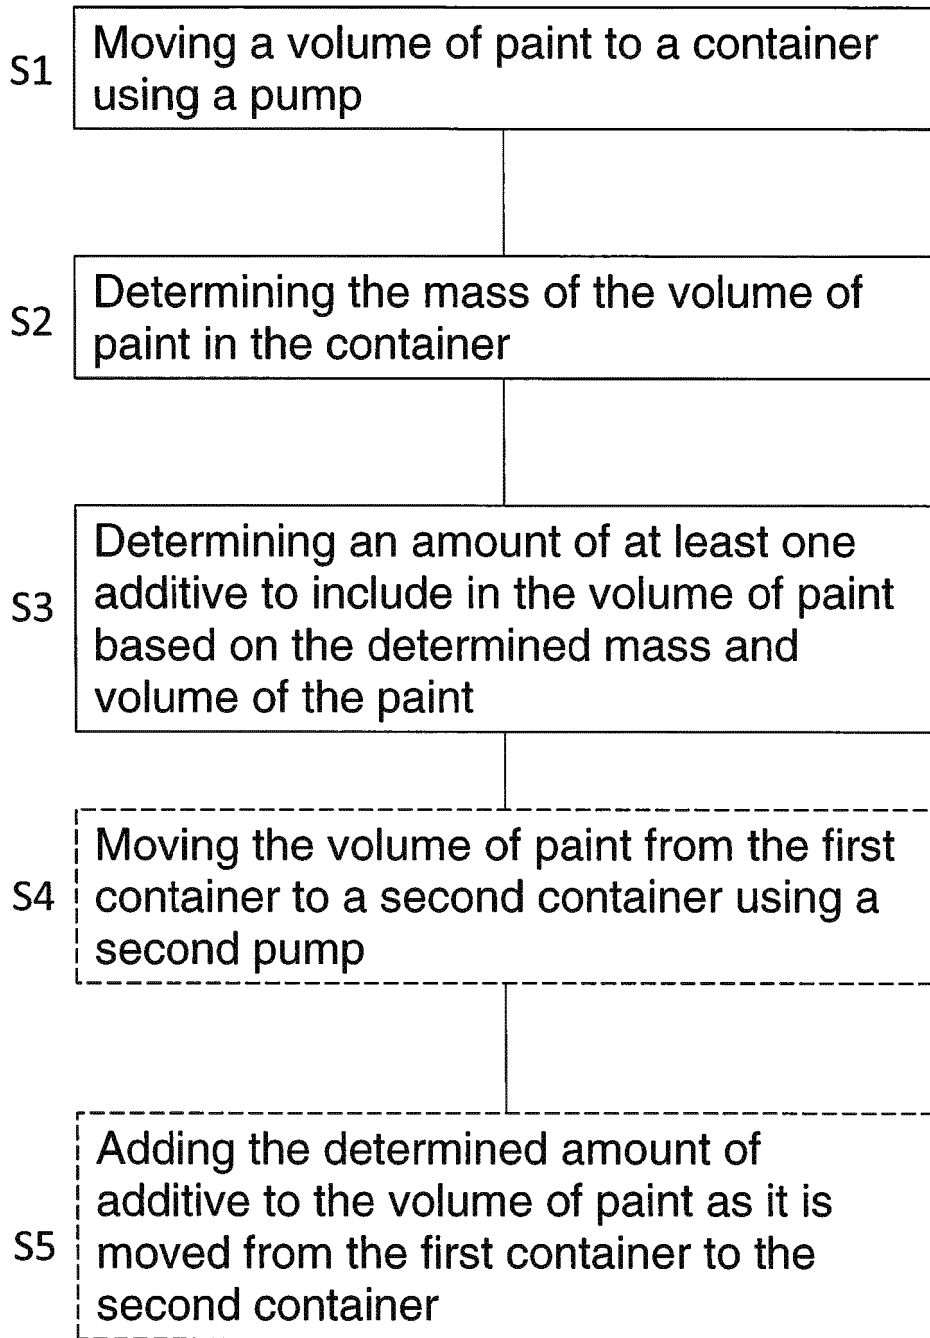 S1
Moving a volume of paint to a container
using a pump
S2
Determining the mass of the volume of
paint in the container
S3
Determining an amount of at least one
additive to include in the volume of paint
based on the determined mass and
volume of the paint
S4
Moving the volume of paint from the first
container to a second container using a
second pump
S5
Adding the determined amount of
additive to the volume of paint as it is
moved from the first container to the
second container